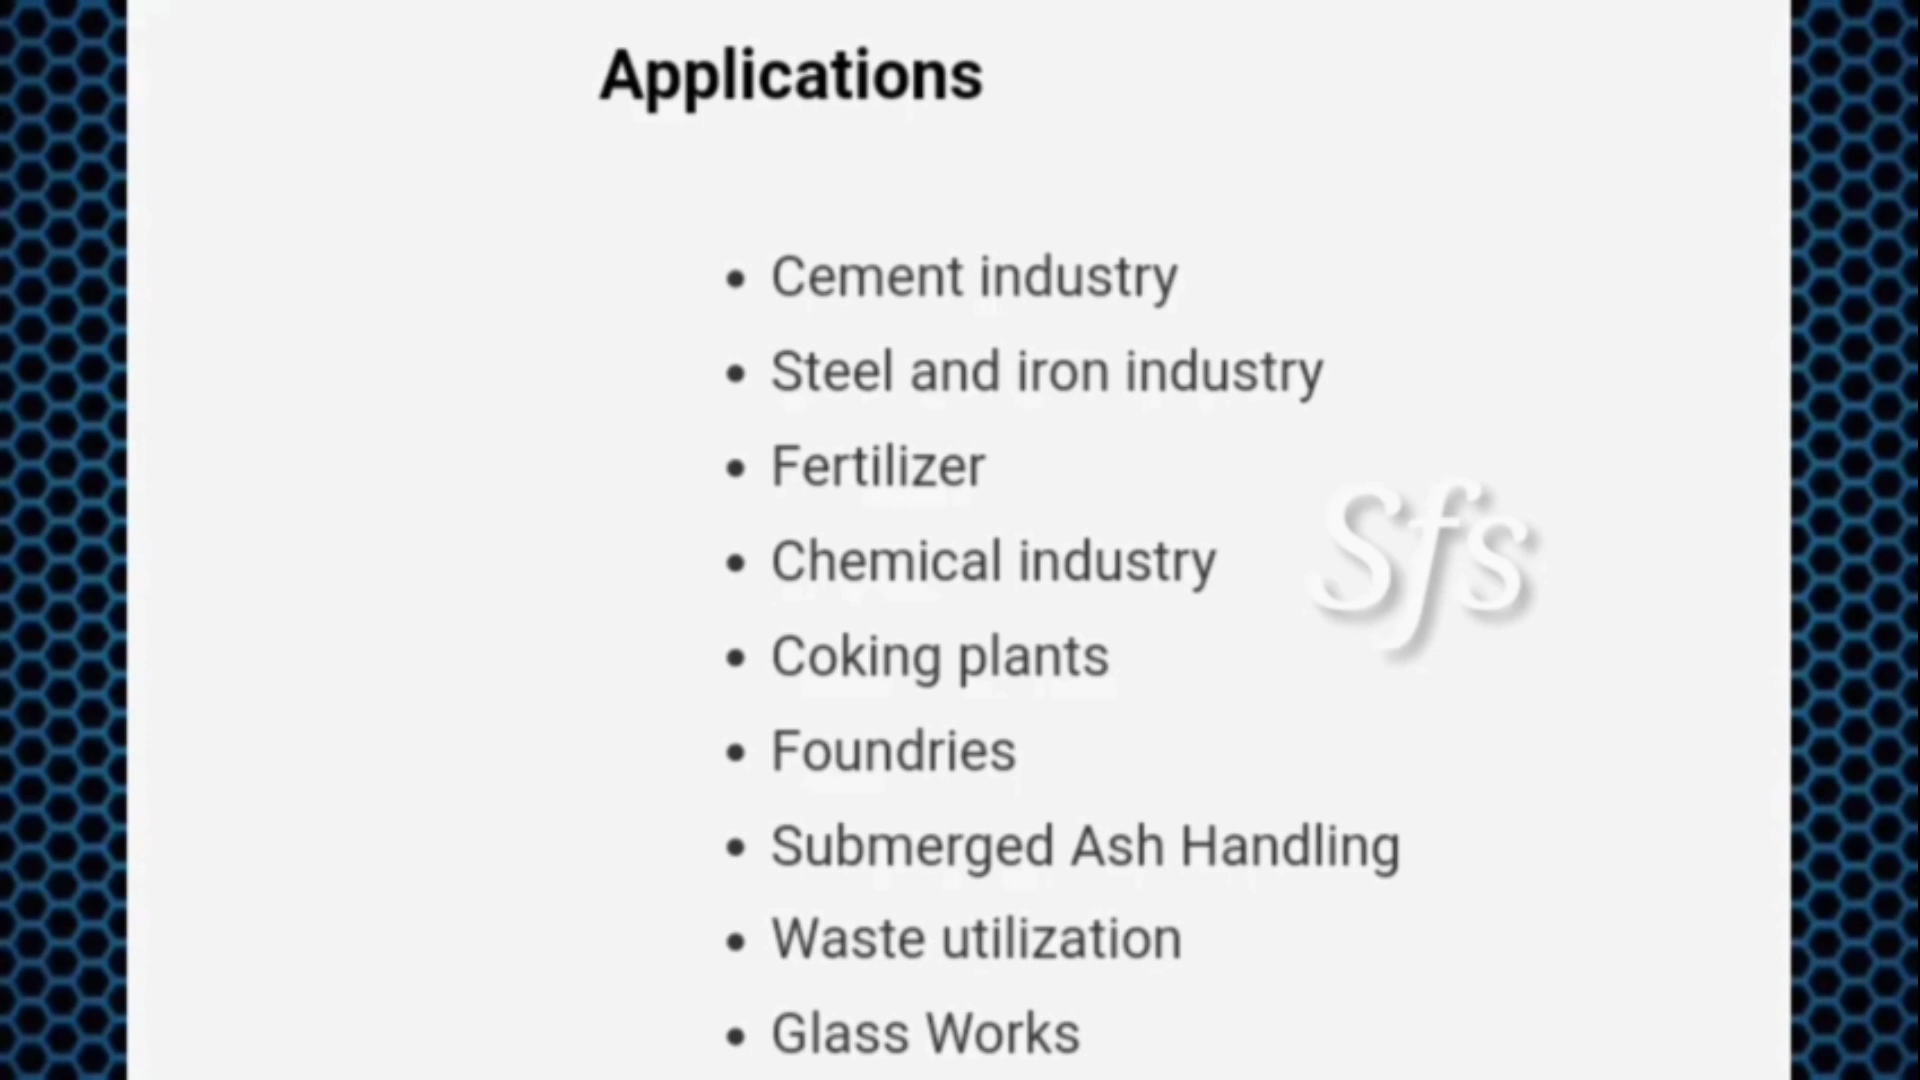 Applications
• Cement industry
• Steel and iron industry
• Fertilizer
• Chemical industry
• Coking plants
• Foundries
• Submerged Ash Handling
• Waste utilization
• Glass Works
Sfs